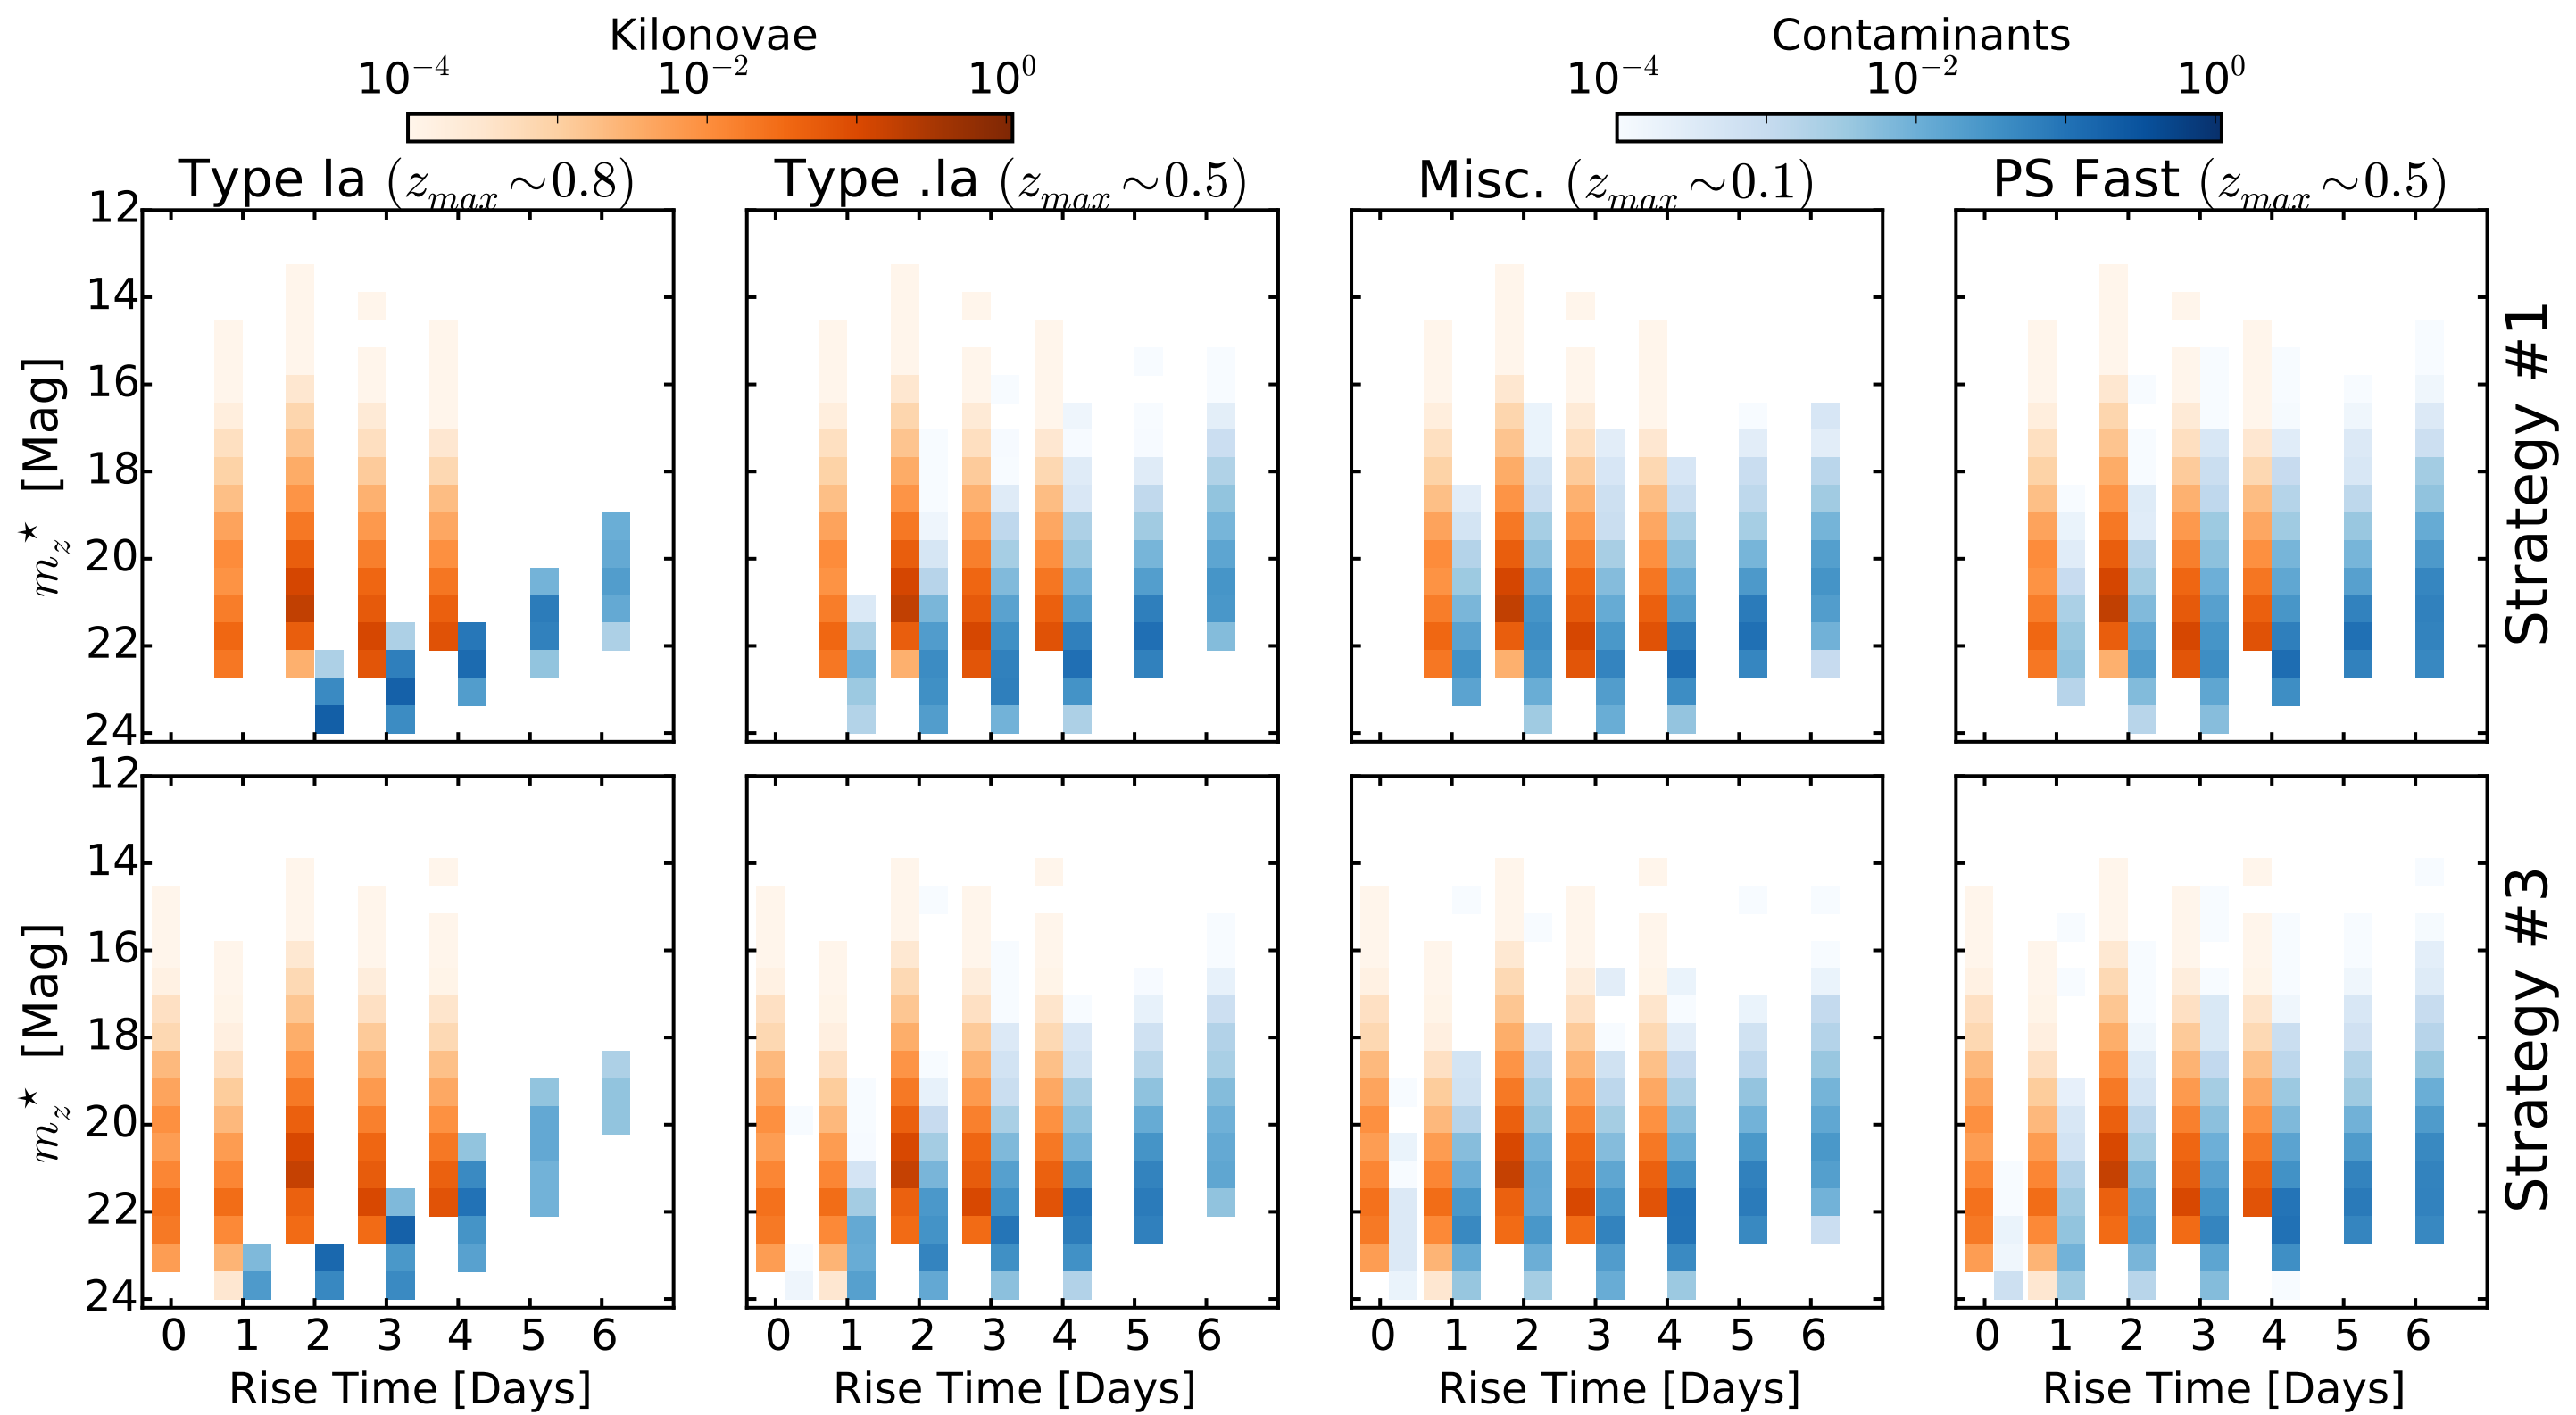 Kilonovae Contaminants
10⁻⁴ 10⁻² 10⁰ 10⁻⁴ 10⁻² 10⁰
Type Ia (z_max ~0.8) Type .Ia (z_max ~0.5) Misc. (z_max ~0.1) PS Fast (z_max ~0.5)
12
14
16
18
20
22
24
m_z^★ [Mag]
Strategy #1
12
14
16
18
20
22
24
m_z^★ [Mag]
Strategy #3
0 1 2 3 4 5 6 0 1 2 3 4 5 6 0 1 2 3 4 5 6 0 1 2 3 4 5 6
Rise Time [Days] Rise Time [Days] Rise Time [Days] Rise Time [Days]